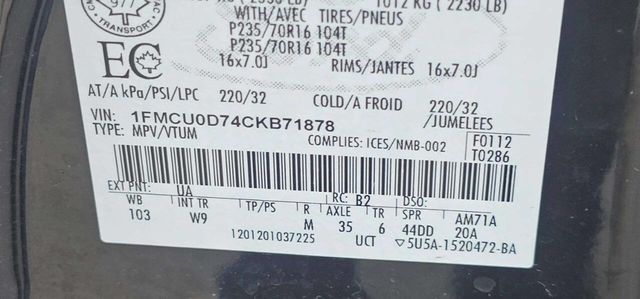 1012 KG ( 2230 LB)
WITH/AVEC TIRES/PNEUS
P235/70R16 104T
P235/70R16 104T
16x7.0J RIMS/JANTES 16x7.0J
977
TRANSPORT
EC
AT/A kPa/PSI/LPC 220/32 COLD/A FROID 220/32
/JUMELEES
VIN: 1FMCU0D74CKB71878
TYPE: MPV/VTUM COMPLIES: ICES/NMB-002 F0112
T0286
EXT PNT: UA RC: B2 DSO:
WB INT TR TP/PS R AXLE TR SPR AM71A
103 W9 M 35 6 44DD 20A
1201201037225 UCT ▽5U5A-1520472-BA